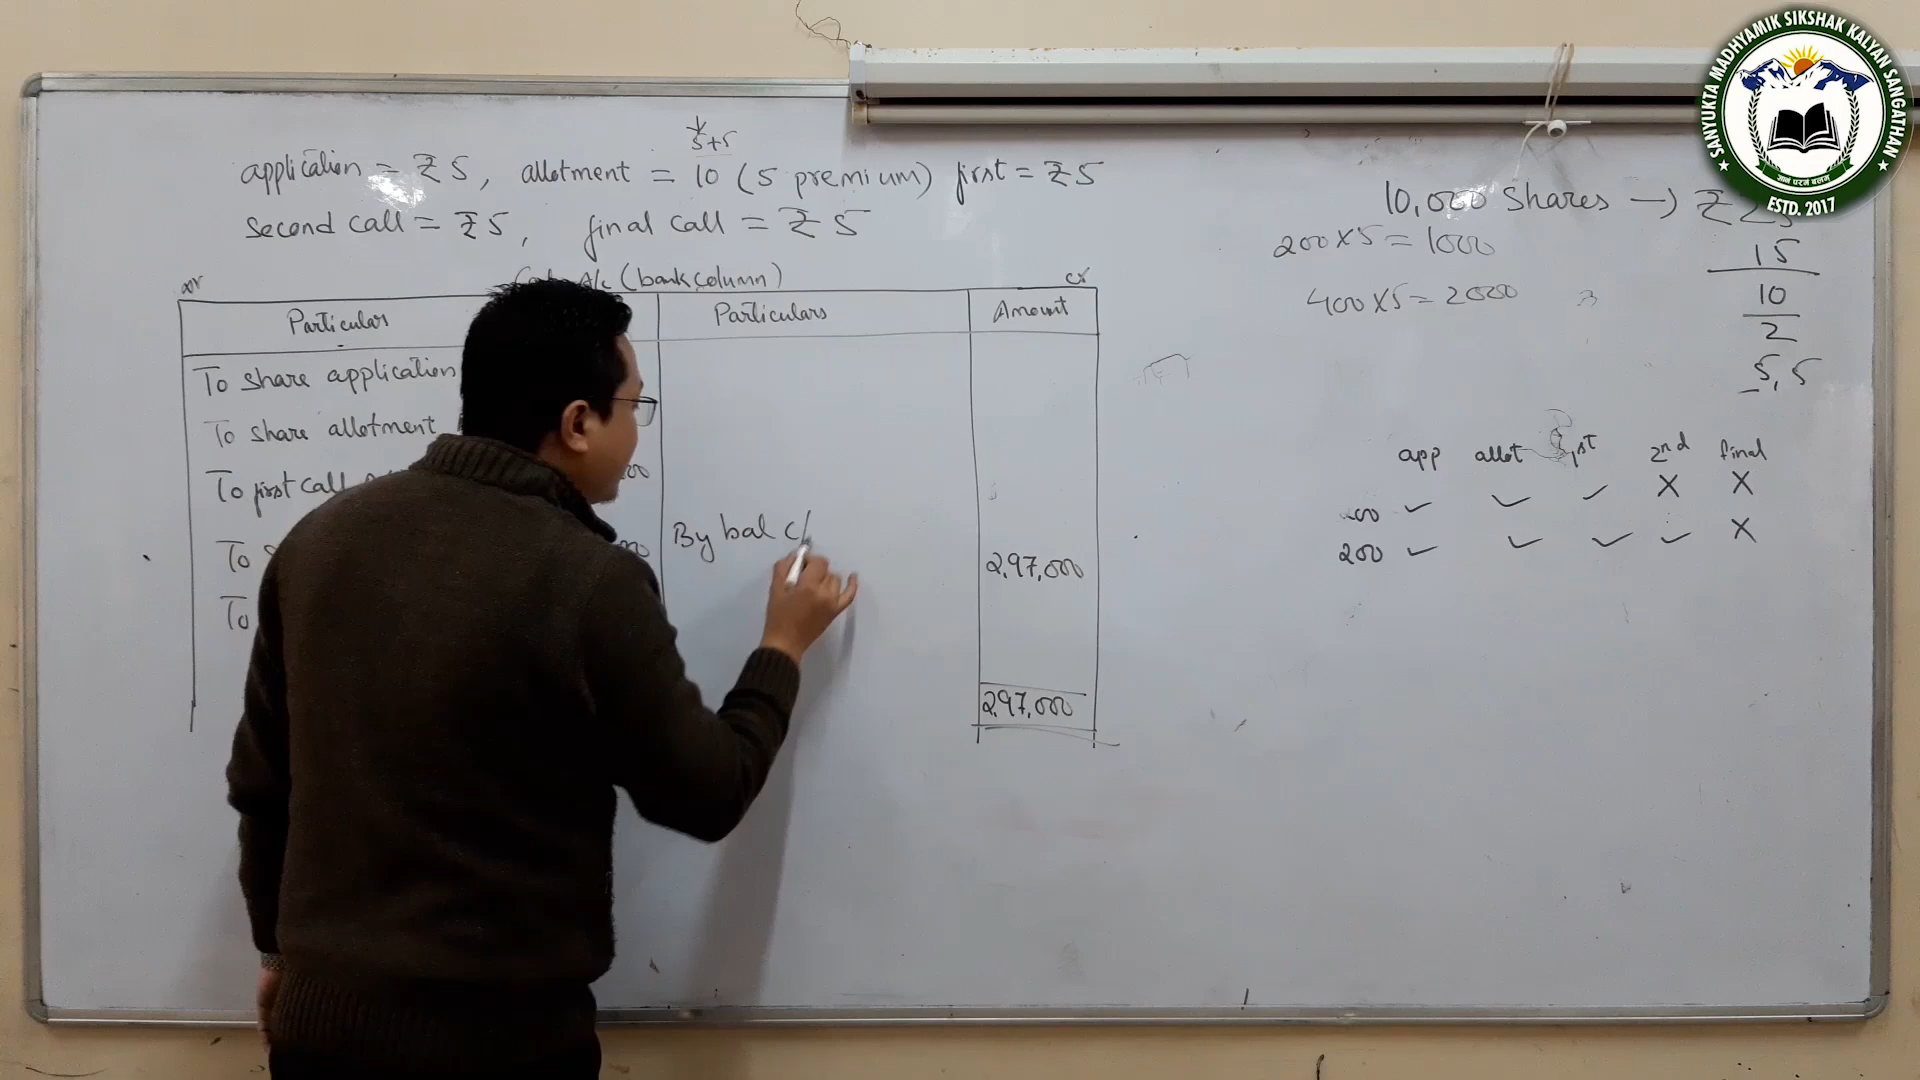 5+5
application = ₹5, allotment = 10 (5 premium) first = ₹5
second call = ₹5, final call = ₹5
A/c (bank column)
Dr
Cr
Particular
Particulars
Amount
To share application
To share allotment
To first call
To
To
By bal c/
2,97,000
2,97,000
10,000 shares → ₹25
15
10
2
5, 5
200×5 = 1000
400×5 = 2000
app allot 1st 2nd final
400 ✓ ✓ ✓ X X
200 ✓ ✓ ✓ ✓ X
SANYUKTA MADHYAMIK SIKSHAK KALYAN SANGATHAN
ESTD. 2017